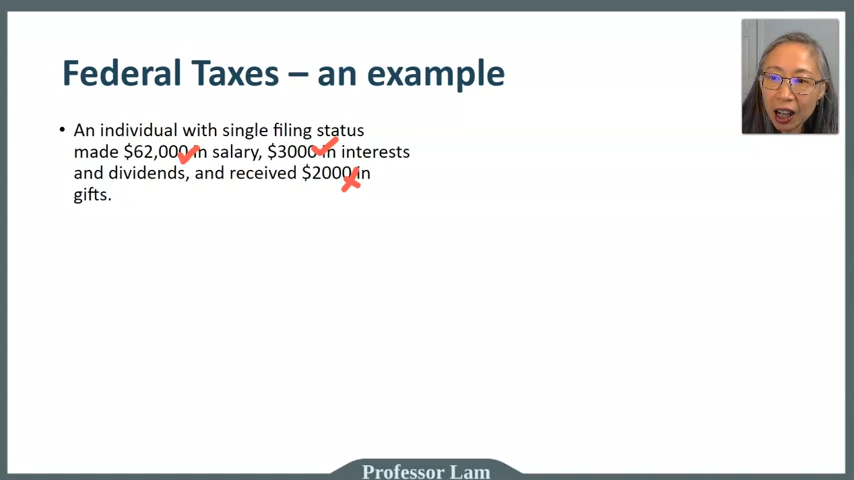 Federal Taxes – an example
• An individual with single filing status
made $62,000 in salary, $3000 in interests
and dividends, and received $2000 in
gifts.
Professor Lam